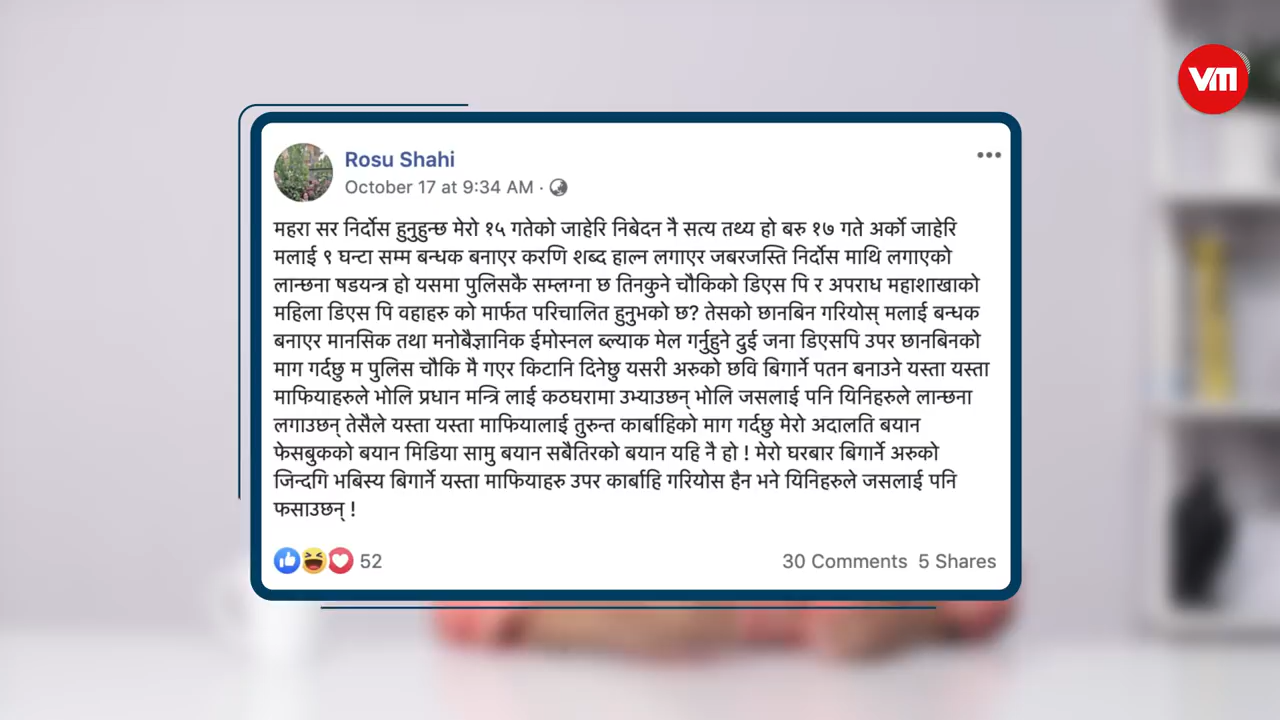 VM
Rosu Shahi
October 17 at 9:34 AM ·
महरा सर निर्दोस हुनुहुन्छ मेरो १५ गतेको जाहेरि निबेदन नै सत्य तथ्य हो बरु १७ गते अर्को जाहेरि
मलाई ९ घन्टा सम्म बन्धक बनाएर करणि शब्द हाल्न लगाएर जबरजस्ति निर्दोस माथि लगाएको
लान्छना षडयन्त्र हो यसमा पुलिसकै सम्लग्ना छ तिनकुने चौकिको डिएस पि र अपराध महाशाखाको
महिला डिएस पि वहाहरु को मार्फत परिचालित हुनुभको छ? तेसको छानबिन गरियोस् मलाई बन्धक
बनाएर मानसिक तथा मनोबैज्ञानिक ईमोस्नल ब्ल्याक मेल गर्नुहुने दुई जना डिएसपि उपर छानबिनको
माग गर्दछु म पुलिस चौकि मै गएर किटानि दिनेछु यसरी अरुको छवि बिगार्ने पतन बनाउने यस्ता यस्ता
माफियाहरुले भोलि प्रधान मन्त्रि लाई कठघरामा उभ्याउछन् भोलि जसलाई पनि यिनिहरुले लान्छना
लगाउछन् तेसैले यस्ता यस्ता माफियालाई तुरुन्त कार्बाहिको माग गर्दछु मेरो अदालति बयान
फेसबुकको बयान मिडिया सामु बयान सबैतिरको बयान यहि नै हो ! मेरो घरबार बिगार्ने अरुको
जिन्दगि भबिस्य बिगार्ने यस्ता माफियाहरु उपर कार्बाहि गरियोस हैन भने यिनिहरुले जसलाई पनि
फसाउछन् !
52
30 Comments 5 Shares